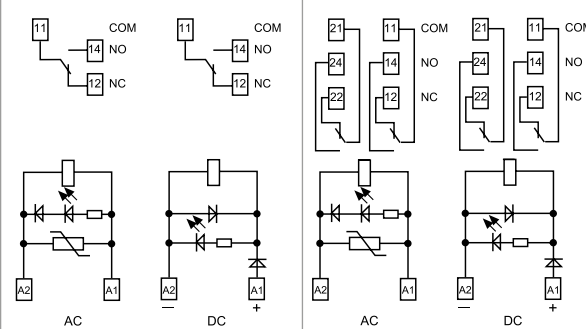 11 COM 11 COM 21 11 COM 21 11 COM
14 NO 14 NO 24 14 NO 24 14 NO
12 NC 12 NC 22 12 NC 22 12 NC
A2 A1 A2 A1 A2 A1 A2 A1
— + — +
AC DC AC DC